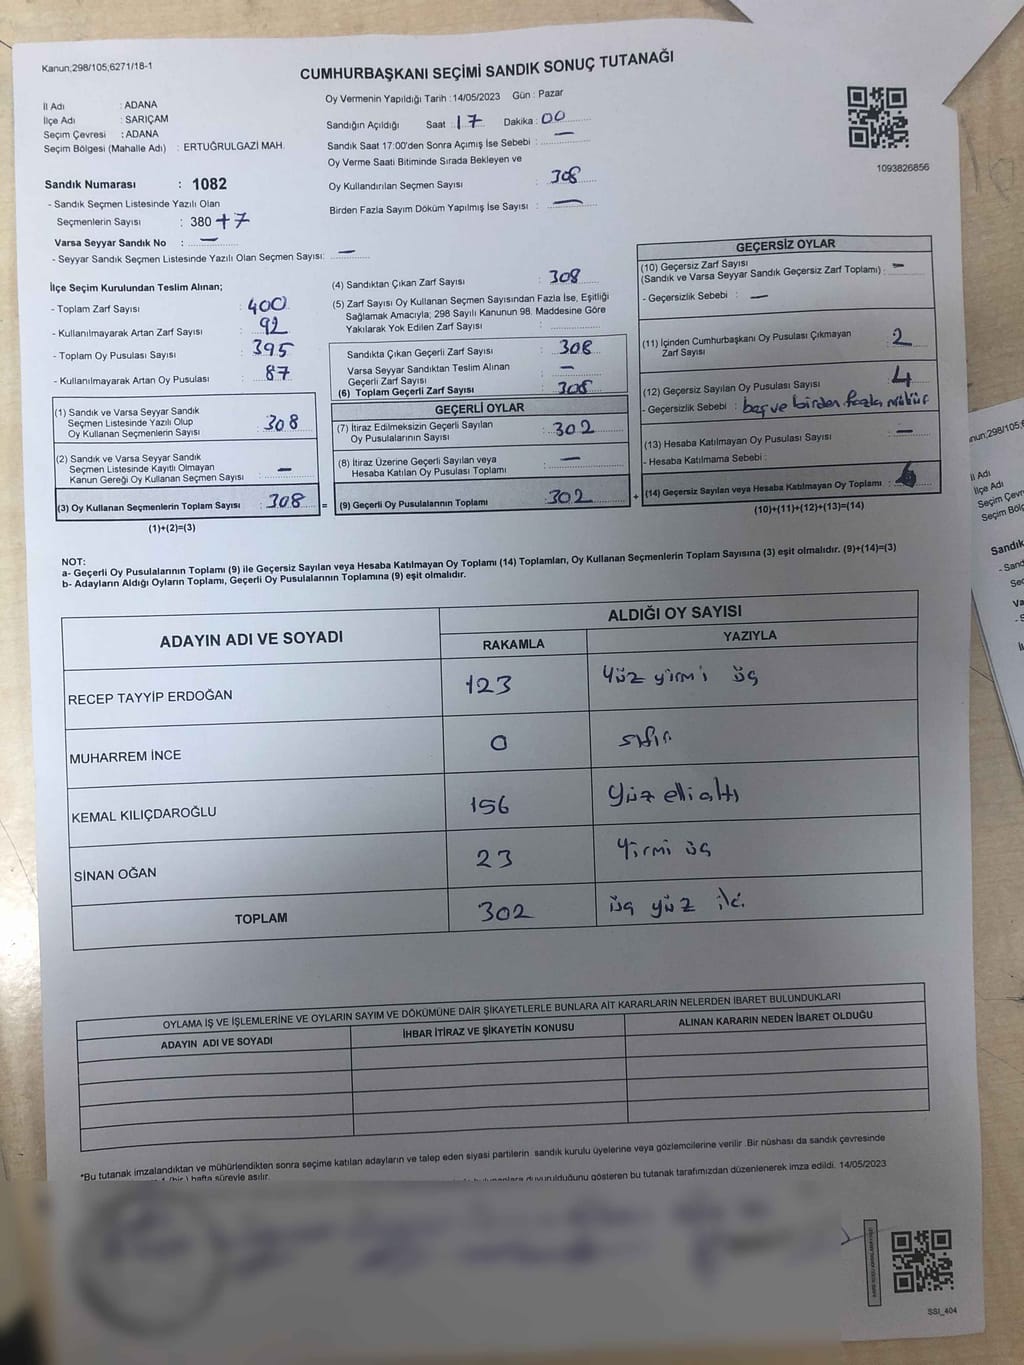 Kanun;298/105,6271/18-1
CUMHURBAŞKANI SEÇİMİ SANDIK SONUÇ TUTANAĞI
İl Adı : ADANA
İlçe Adı : SARIÇAM
Seçim Çevresi : ADANA
Seçim Bölgesi (Mahalle Adı) : ERTUĞRULGAZİ MAH.
Oy Vermenin Yapıldığı Tarih :14/05/2023 Gün : Pazar
Sandığın Açıldığı Saat : 17 Dakika : 00
Sandık Saat 17:00'den Sonra Açımış İse Sebebi : —
Oy Verme Saati Bitiminde Sırada Bekleyen ve
Oy Kullandırılan Seçmen Sayısı : 308
Birden Fazla Sayım Döküm Yapılmış İse Sayısı : —
1093826856
Sandık Numarası : 1082
- Sandık Seçmen Listesinde Yazılı Olan
Seçmenlerin Sayısı : 380 +7
Varsa Seyyar Sandık No : —
- Seyyar Sandık Seçmen Listesinde Yazılı Olan Seçmen Sayısı: —
İlçe Seçim Kurulundan Teslim Alınan;
- Toplam Zarf Sayısı : 400
- Kullanılmayarak Artan Zarf Sayısı : 92
- Toplam Oy Pusulası Sayısı : 395
- Kullanılmayarak Artan Oy Pusulası : 87
(1) Sandık ve Varsa Seyyar Sandık
Seçmen Listesinde Yazılı Olup
Oy Kullanan Seçmenlerin Sayısı : 308
(2) Sandık ve Varsa Seyyar Sandık
Seçmen Listesinde Kayıtlı Olmayan
Kanun Gereği Oy Kullanan Seçmen Sayısı : —
(3) Oy Kullanan Seçmenlerin Toplam Sayısı : 308 =
(1)+(2)=(3)
(4) Sandıktan Çıkan Zarf Sayısı : 308
(5) Zarf Sayısı Oy Kullanan Seçmen Sayısından Fazla İse, Eşitliği
Sağlamak Amacıyla; 298 Sayılı Kanunun 98. Maddesine Göre
Yakılarak Yok Edilen Zarf Sayısı :
Sandıkta Çıkan Geçerli Zarf Sayısı : 308
Varsa Seyyar Sandıktan Teslim Alınan
Geçerli Zarf Sayısı : —
(6) Toplam Geçerli Zarf Sayısı : 308
GEÇERLİ OYLAR
(7) İtiraz Edilmeksizin Geçerli Sayılan
Oy Pusulalarının Sayısı : 302
(8) İtiraz Üzerine Geçerli Sayılan veya
Hesaba Katılan Oy Pusulası Toplamı : —
(9) Geçerli Oy Pusulalarının Toplamı : 302 +
GEÇERSİZ OYLAR
(10) Geçersiz Zarf Sayısı
(Sandık ve Varsa Seyyar Sandık Geçersiz Zarf Toplamı) : —
- Geçersizlik Sebebi : —
(11) İçinden Cumhurbaşkanı Oy Pusulası Çıkmayan
Zarf Sayısı : 2
(12) Geçersiz Sayılan Oy Pusulası Sayısı : 4
- Geçersizlik Sebebi : boş ve birden fazla mühür
(13) Hesaba Katılmayan Oy Pusulası Sayısı : —
- Hesaba Katılmama Sebebi :
(14) Geçersiz Sayılan veya Hesaba Katılmayan Oy Toplamı : 6
(10)+(11)+(12)+(13)=(14)
NOT:
a- Geçerli Oy Pusulalarının Toplamı (9) ile Geçersiz Sayılan veya Hesaba Katılmayan Oy Toplamı (14) Toplamları, Oy Kullanan Seçmenlerin Toplam Sayısına (3) eşit olmalıdır. (9)+(14)=(3)
b- Adayların Aldığı Oyların Toplamı, Geçerli Oy Pusulalarının Toplamına (9) eşit olmalıdır.
ADAYIN ADI VE SOYADI
ALDIĞI OY SAYISI
RAKAMLA YAZIYLA
RECEP TAYYİP ERDOĞAN 123 Yüz yirmi üç
MUHARREM İNCE 0 sıfır
KEMAL KILIÇDAROĞLU 156 Yüz elli altı
SİNAN OĞAN 23 Yirmi üç
TOPLAM 302 üç yüz iki
OYLAMA İŞ VE İŞLEMLERİNE VE OYLARIN SAYIM VE DÖKÜMÜNE DAİR ŞİKAYETLERLE BUNLARA AİT KARARLARIN NELERDEN İBARET BULUNDUKLARI
ADAYIN ADI VE SOYADI
İHBAR İTİRAZ VE ŞİKAYETİN KONUSU
ALINAN KARARIN NEDEN İBARET OLDUĞU
*Bu tutanak imzalandıktan ve mühürlendikten sonra seçime katılan adayların ve talep eden siyasi partilerin sandık kurulu üyelerine veya gözlemcilerine verilir .Bir nüshası da sandık çevresinde
1 (bir) hafta süreyle asılır.
duyurulduğunu gösteren bu tutanak tarafımızdan düzenlenerek imza edildi. 14/05/2023
SSI_404
298/105,6
İl Adı
İlçe Adı
Seçim Çevr
Seçim Bölg
Sandık
- Sand